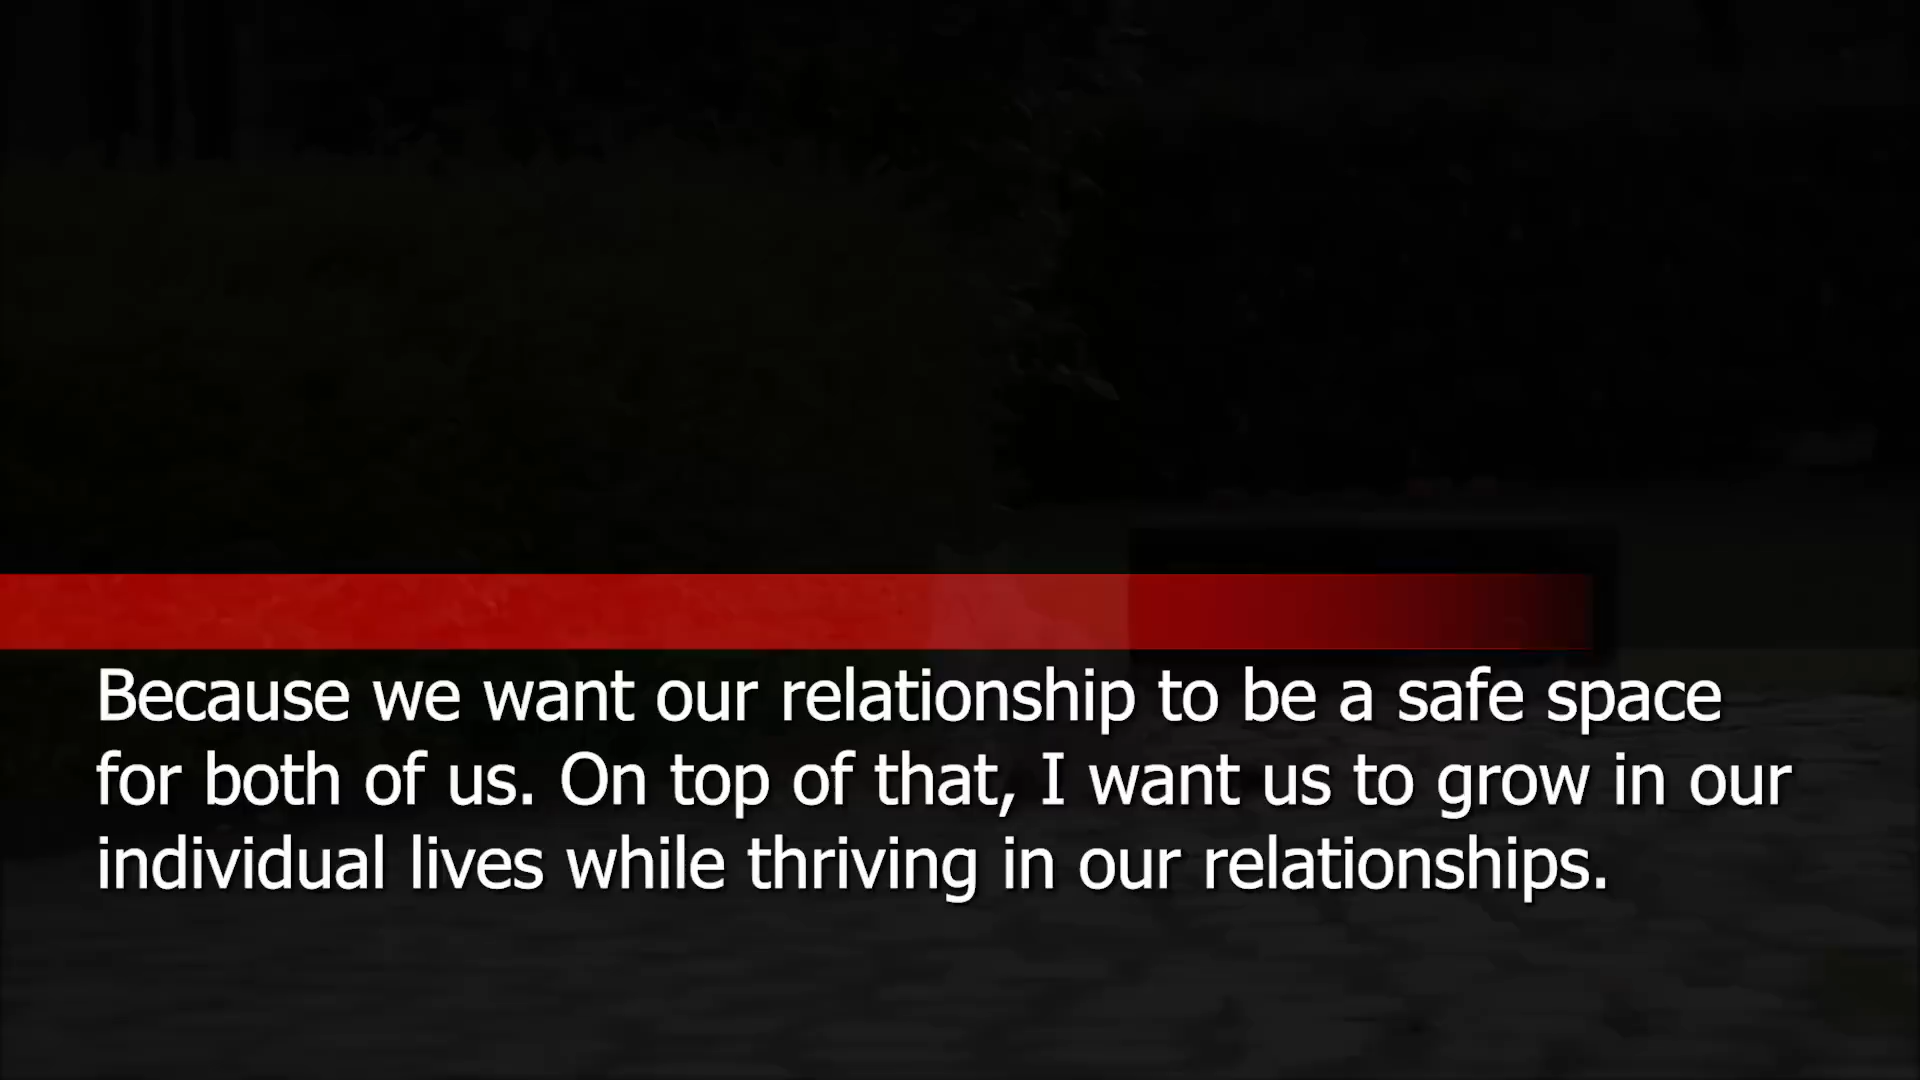 Because we want our relationship to be a safe space
for both of us. On top of that, I want us to grow in our
individual lives while thriving in our relationships.